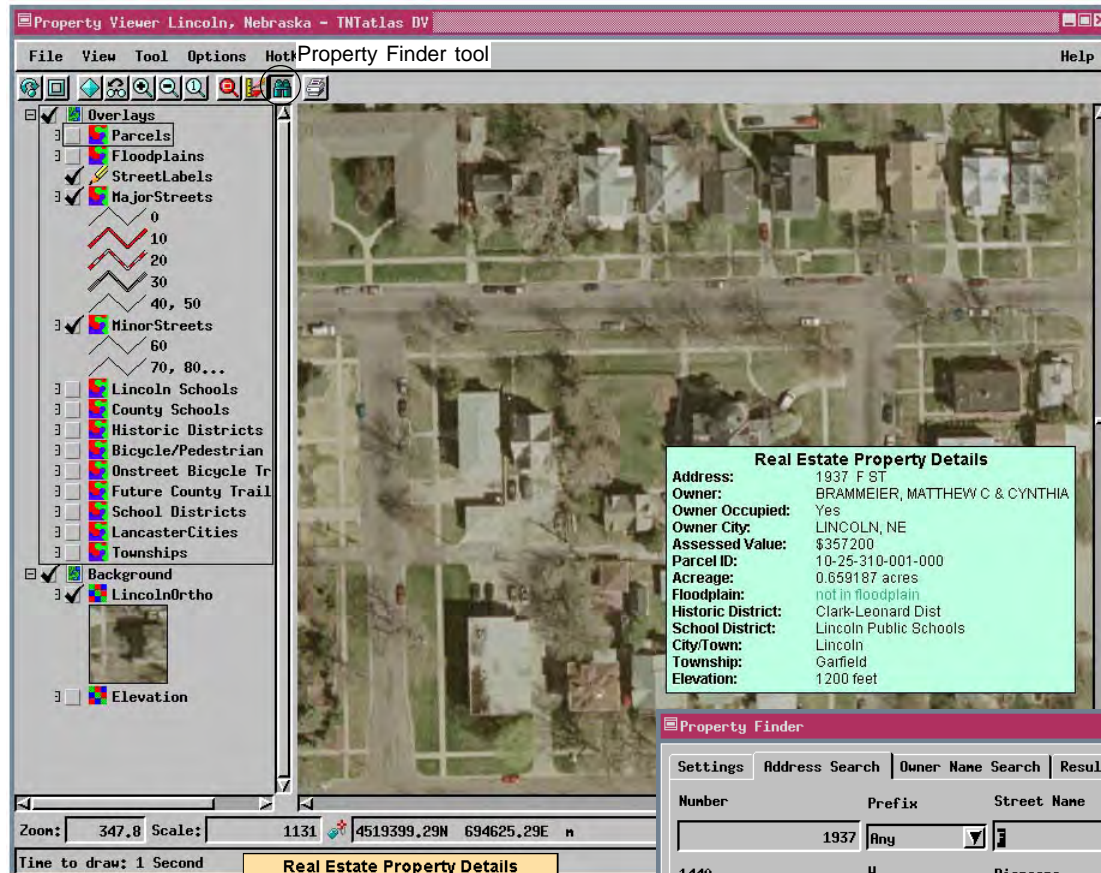 Property Viewer Lincoln, Nebraska - TNTatlas DV
File View Tool Options Hotk
Property Finder tool
Help
Overlays
Parcels
Floodplains
StreetLabels
MajorStreets
0
10
20
30
40, 50
MinorStreets
60
70, 80...
Lincoln Schools
County Schools
Historic Districts
Bicycle/Pedestrian
Onstreet Bicycle Tr
Future County Trail
School Districts
LancasterCities
Townships
Background
LincolnOrtho
Elevation
Real Estate Property Details
Address: 1937 F ST
Owner: BRAMMEIER, MATTHEW C & CYNTHIA
Owner Occupied: Yes
Owner City: LINCOLN, NE
Assessed Value: $357200
Parcel ID: 10-25-310-001-000
Acreage: 0.659187 acres
Floodplain: not in floodplain
Historic District: Clark-Leonard Dist
School District: Lincoln Public Schools
City/Town: Lincoln
Township: Garfield
Elevation: 1200 feet
Property Finder
Settings Address Search Owner Name Search Resul
Number Prefix Street Name
1937 Any F
Zoom: 347.8 Scale: 1131 4519399.29N 694625.29E m
Time to draw: 1 Second
Real Estate Property Details